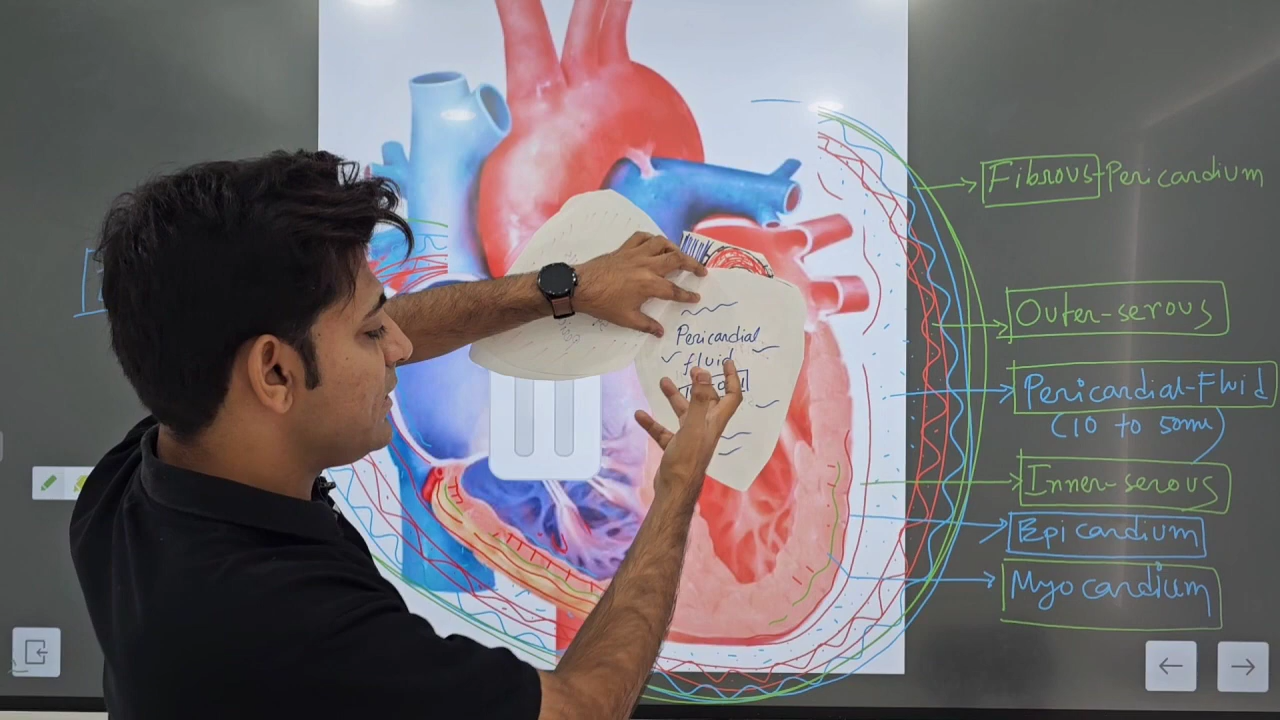 Fibrous-Pericardium
Outer-serous
Pericardial-Fluid
(10 to 50ml)
Inner-serous
Epicardium
Myocardium
Pericardial
fluid